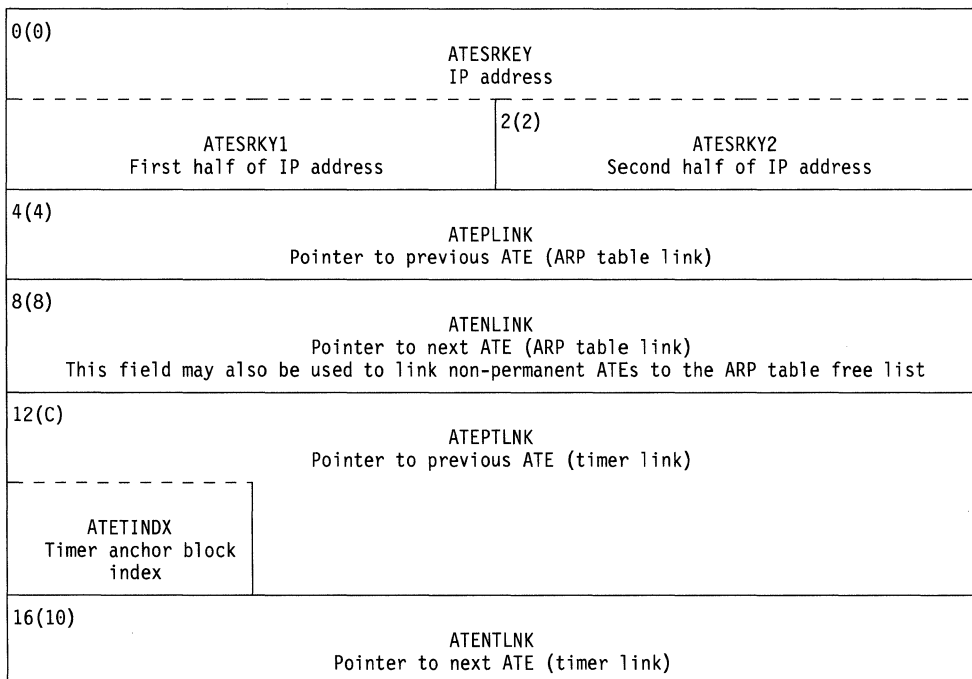 0(0)
ATESRKEY
IP address
ATESRKY1
First half of IP address
2(2)
ATESRKY2
Second half of IP address
4(4)
ATEPLINK
Pointer to previous ATE (ARP table link)
8(8)
ATENLINK
Pointer to next ATE (ARP table link)
This field may also be used to link non-permanent ATEs to the ARP table free list
12(C)
ATEPTLNK
Pointer to previous ATE (timer link)
ATETINDX
Timer anchor block
index
16(10)
ATENTLNK
Pointer to next ATE (timer link)